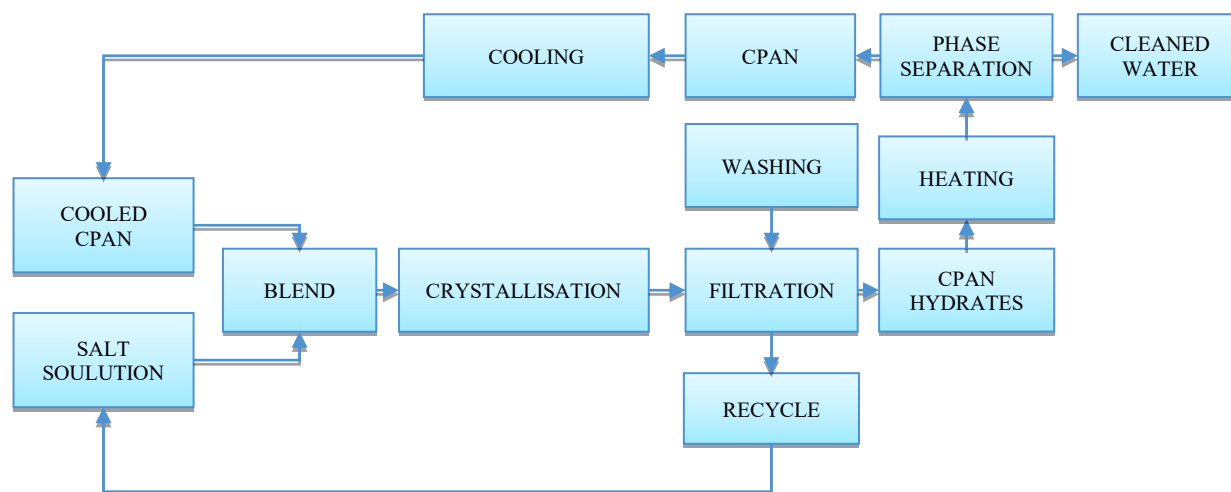 COOLING
CPAN
PHASE
SEPARATION
CLEANED
WATER
WASHING
HEATING
COOLED
CPAN
BLEND
CRYSTALLISATION
FILTRATION
CPAN
HYDRATES
SALT
SOULUTION
RECYCLE